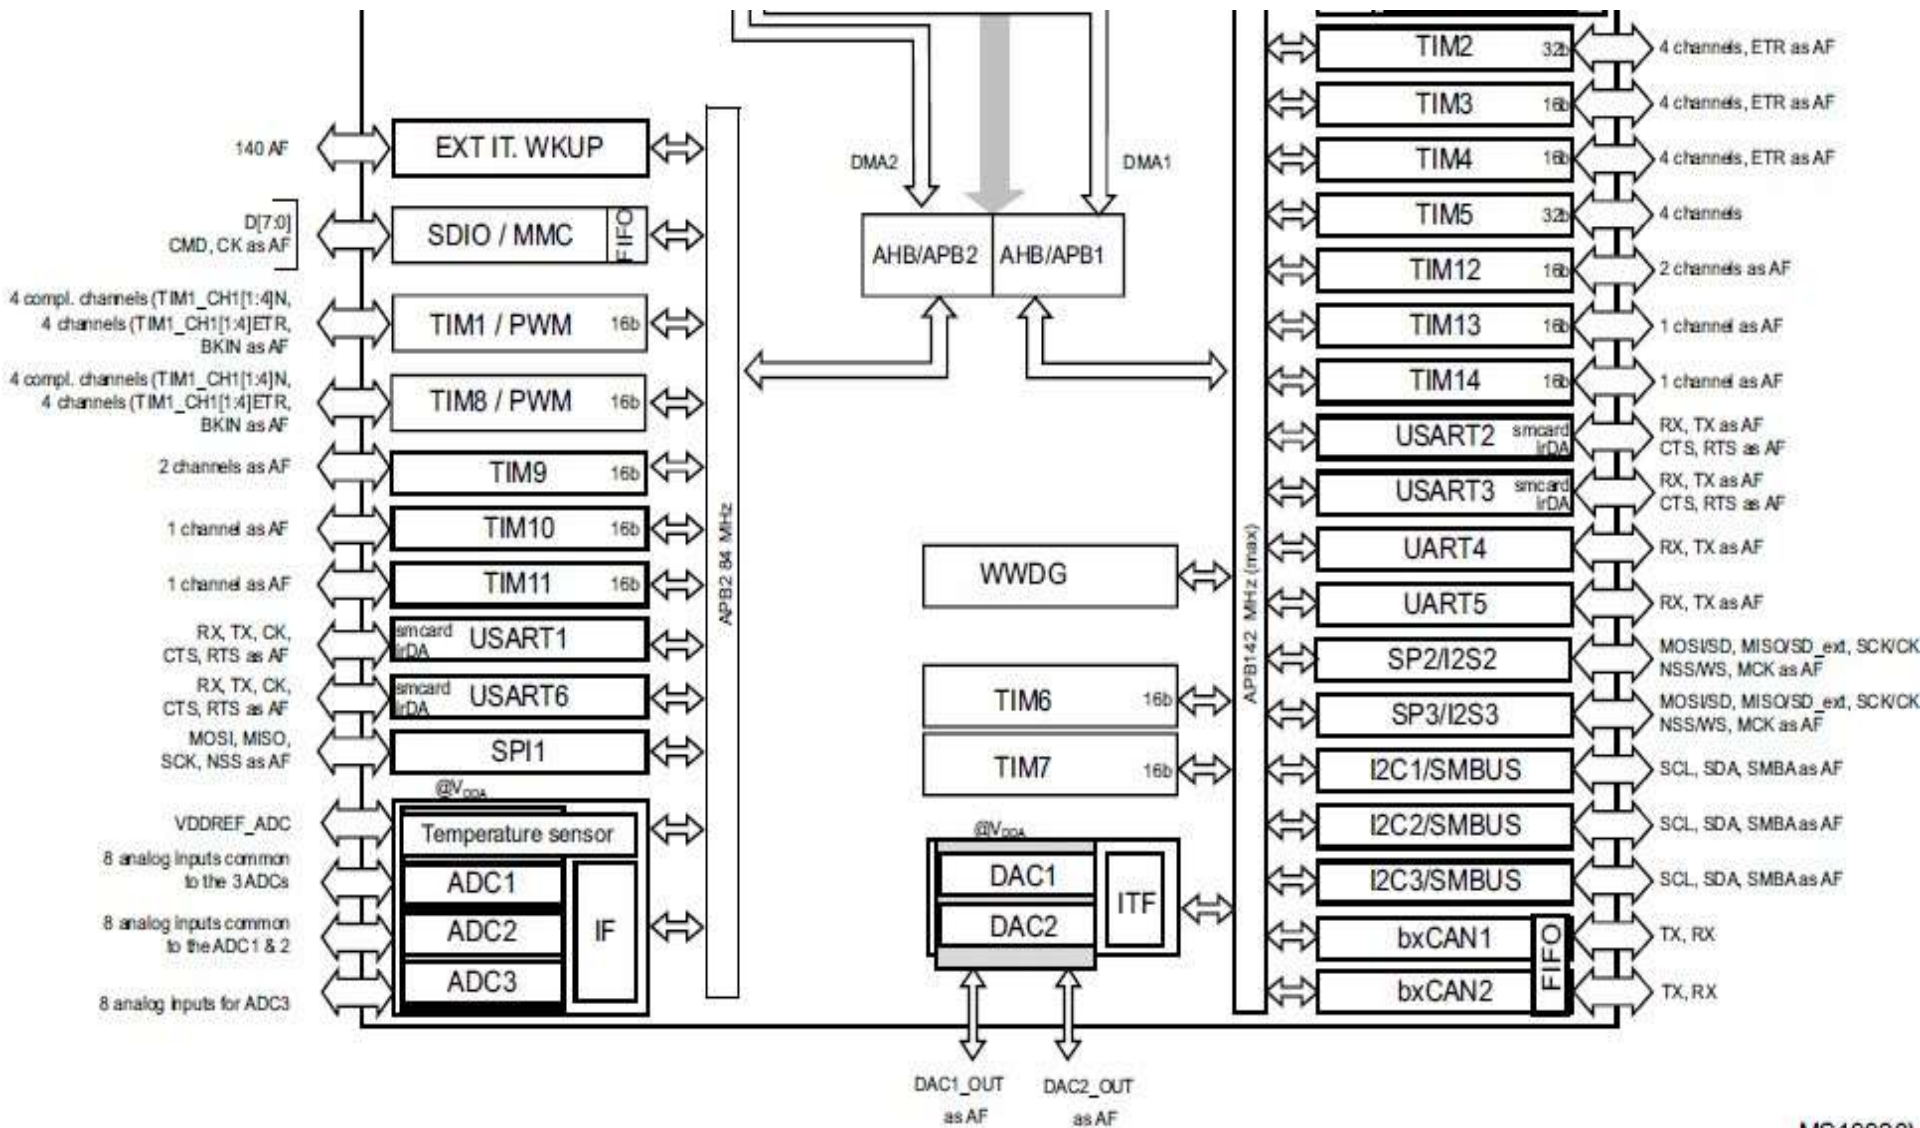 140 AF
EXT IT. WKUP
D[7:0]
CMD, CK as AF
SDIO / MMC
FIFO
4 compl. channels (TIM1_CH1[1:4]N,
4 channels (TIM1_CH1[1:4]ETR,
BKIN as AF
TIM1 / PWM 16b
4 compl. channels (TIM1_CH1[1:4]N,
4 channels (TIM1_CH1[1:4]ETR,
BKIN as AF
TIM8 / PWM 16b
2 channels as AF
TIM9 16b
1 channel as AF
TIM10 16b
1 channel as AF
TIM11 16b
RX, TX, CK,
CTS, RTS as AF
smcard
irDA
USART1
RX, TX, CK,
CTS, RTS as AF
smcard
irDA
USART6
MOSI, MISO,
SCK, NSS as AF
SPI1
@VDDA
VDDREF_ADC
Temperature sensor
8 analog inputs common
to the 3 ADCs
ADC1
8 analog inputs common
to the ADC1 & 2
ADC2
IF
8 analog inputs for ADC3
ADC3
APB2 84 MHz
DMA2
DMA1
AHB/APB2
AHB/APB1
WWDG
TIM6 16b
TIM7 16b
@VDDA
DAC1
DAC2
ITF
DAC1_OUT
as AF
DAC2_OUT
as AF
APB142 MHz (max)
TIM2 32b
4 channels, ETR as AF
TIM3 16b
4 channels, ETR as AF
TIM4 16b
4 channels, ETR as AF
TIM5 32b
4 channels
TIM12 16b
2 channels as AF
TIM13 16b
1 channel as AF
TIM14 16b
1 channel as AF
USART2
smcard
irDA
RX, TX as AF
CTS, RTS as AF
USART3
smcard
irDA
RX, TX as AF
CTS, RTS as AF
UART4
RX, TX as AF
UART5
RX, TX as AF
SP2/I2S2
MOSI/SD, MISO/SD_ext, SCK/CK
NSS/WS, MCK as AF
SP3/I2S3
MOSI/SD, MISO/SD_ext, SCK/CK
NSS/WS, MCK as AF
I2C1/SMBUS
SCL, SDA, SMBA as AF
I2C2/SMBUS
SCL, SDA, SMBA as AF
I2C3/SMBUS
SCL, SDA, SMBA as AF
bxCAN1
TX, RX
FIFO
bxCAN2
TX, RX